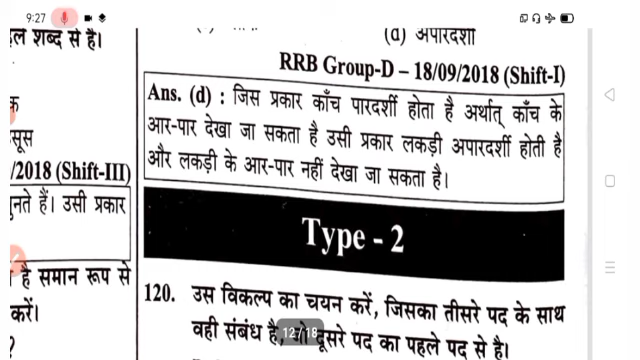 9:27
ले शब्द से है।
(d) अपारदर्शी
RRB Group-D – 18/09/2018 (Shift-I)
Ans. (d) : जिस प्रकार काँच पारदर्शी होता है अर्थात् काँच के
आर-पार देखा जा सकता है उसी प्रकार लकड़ी अपारदर्शी होती है
और लकड़ी के आर-पार नहीं देखा जा सकता है।
/2018 (Shift-III)
नते हैं। उसी प्रकार
Type - 2
है समान रूप से
करें।
?
120. उस विकल्प का चयन करें, जिसका तीसरे पद के साथ
वही संबंध है, जो दूसरे पद का पहले पद से है।
12/18